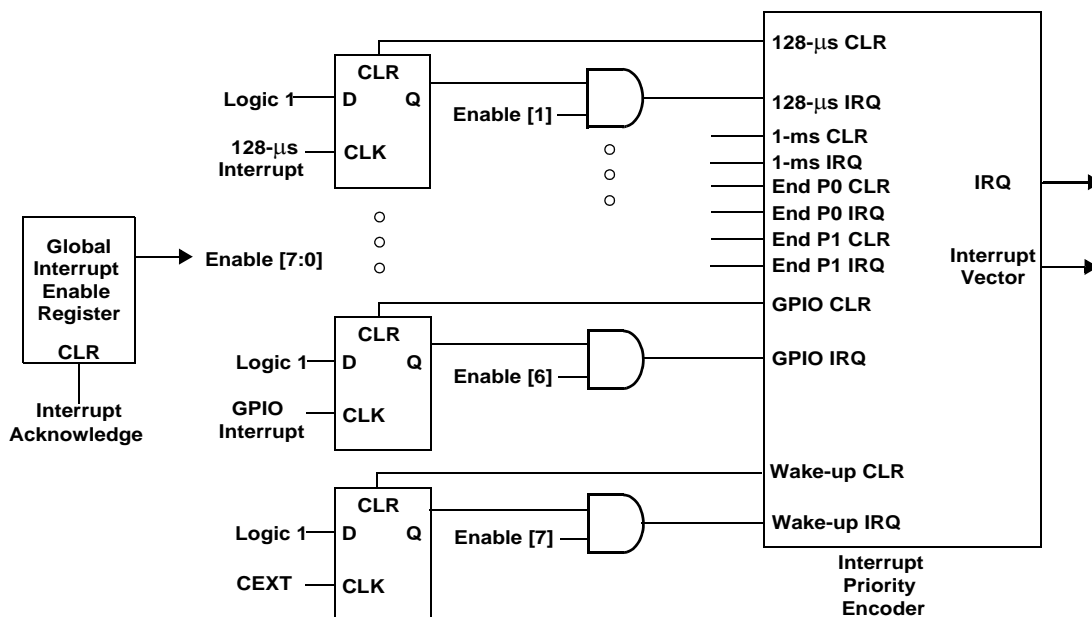 CLR
D
Q
CLK
Logic 1
128-μs
Interrupt
Enable [1]
128-μs CLR
128-μs IRQ
1-ms CLR
1-ms IRQ
End P0 CLR
End P0 IRQ
End P1 CLR
End P1 IRQ
GPIO CLR
GPIO IRQ
Wake-up CLR
Wake-up IRQ
IRQ
Interrupt
Vector
Global
Interrupt
Enable
Register
CLR
Interrupt
Acknowledge
Enable [7:0]
CLR
D
Q
CLK
Logic 1
GPIO
Interrupt
Enable [6]
CLR
D
Q
CLK
Logic 1
CEXT
Enable [7]
Interrupt
Priority
Encoder